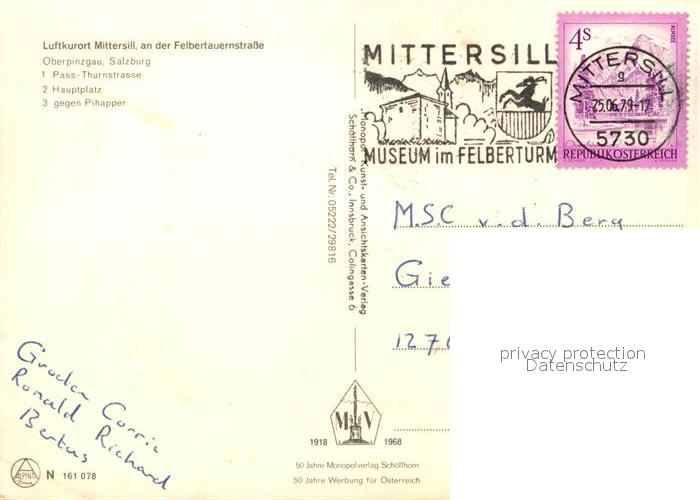 Luftkurort Mittersill, an der Felbertauernstraße
Oberpinzgau, Salzburg
1 Pass-Thurnstrasse
2 Hauptplatz
3 gegen Pihapper
MITTERSILL
MUSEUM im FELBERTURM
4S
ALMSEE
REPUBLIK ÖSTERREICH
MITTERSILL
g
25.06.79-17
5730
Monopol-Kunst- und Ansichtskarten-Verlag
Schöllhorn & Co., Innsbruck, Colingasse 6
Tel. Nr. 05222/29816
M.S.C v.d. Berg
Gie
127
privacy protection
Datenschutz
Groeten Corrie
Ronald Richard
Bertus
M V
1918 1968
50 Jahre Monopolverlag Schöllhorn
50 Jahre Werbung für Österreich
ALPINE
N 161 078